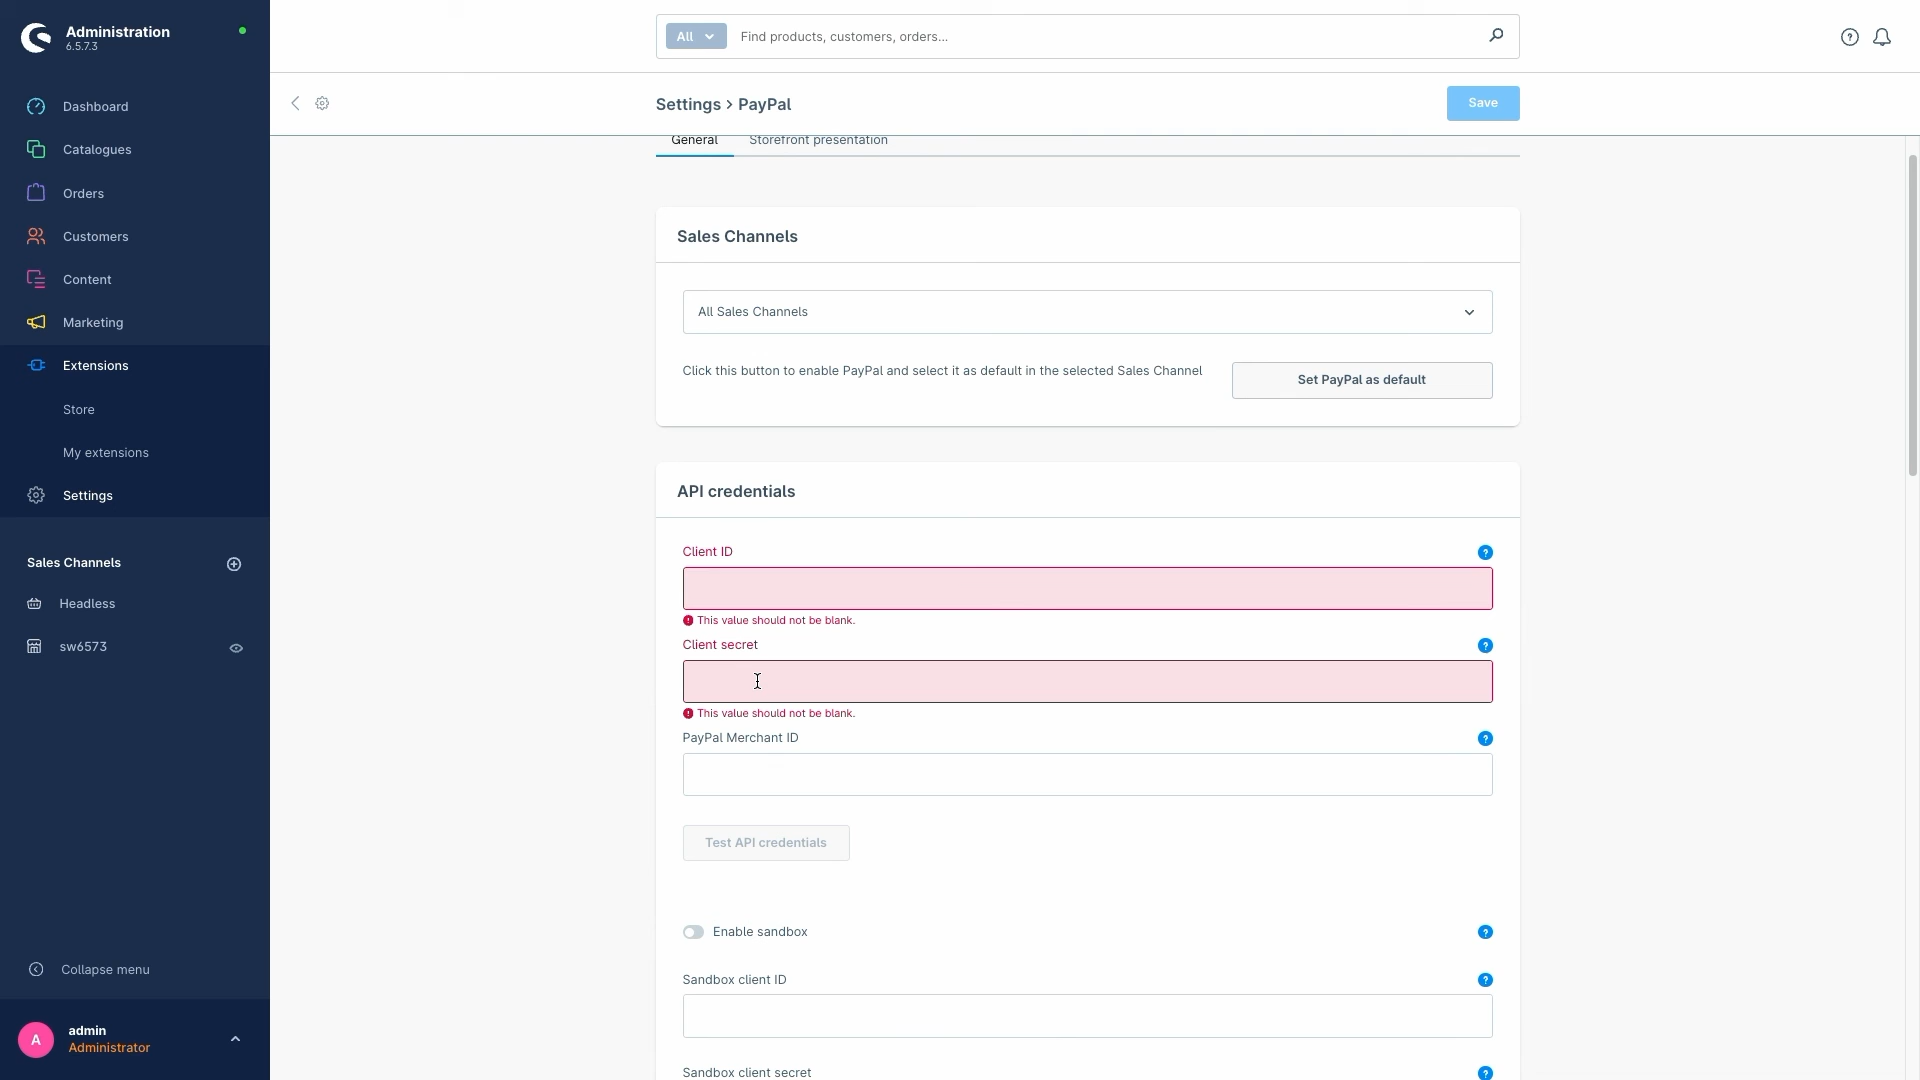 Administration
6.5.7.3
All
Find products, customers, orders...
Settings > PayPal
Save
Dashboard
Catalogues
Orders
Customers
Content
Marketing
Extensions
Store
My extensions
Settings
Sales Channels
Headless
sw6573
Collapse menu
A
admin
Administrator
General
Storefront presentation
Sales Channels
All Sales Channels
Click this button to enable PayPal and select it as default in the selected Sales Channel
Set PayPal as default
API credentials
Client ID
This value should not be blank.
Client secret
This value should not be blank.
PayPal Merchant ID
Test API credentials
Enable sandbox
Sandbox client ID
Sandbox client secret